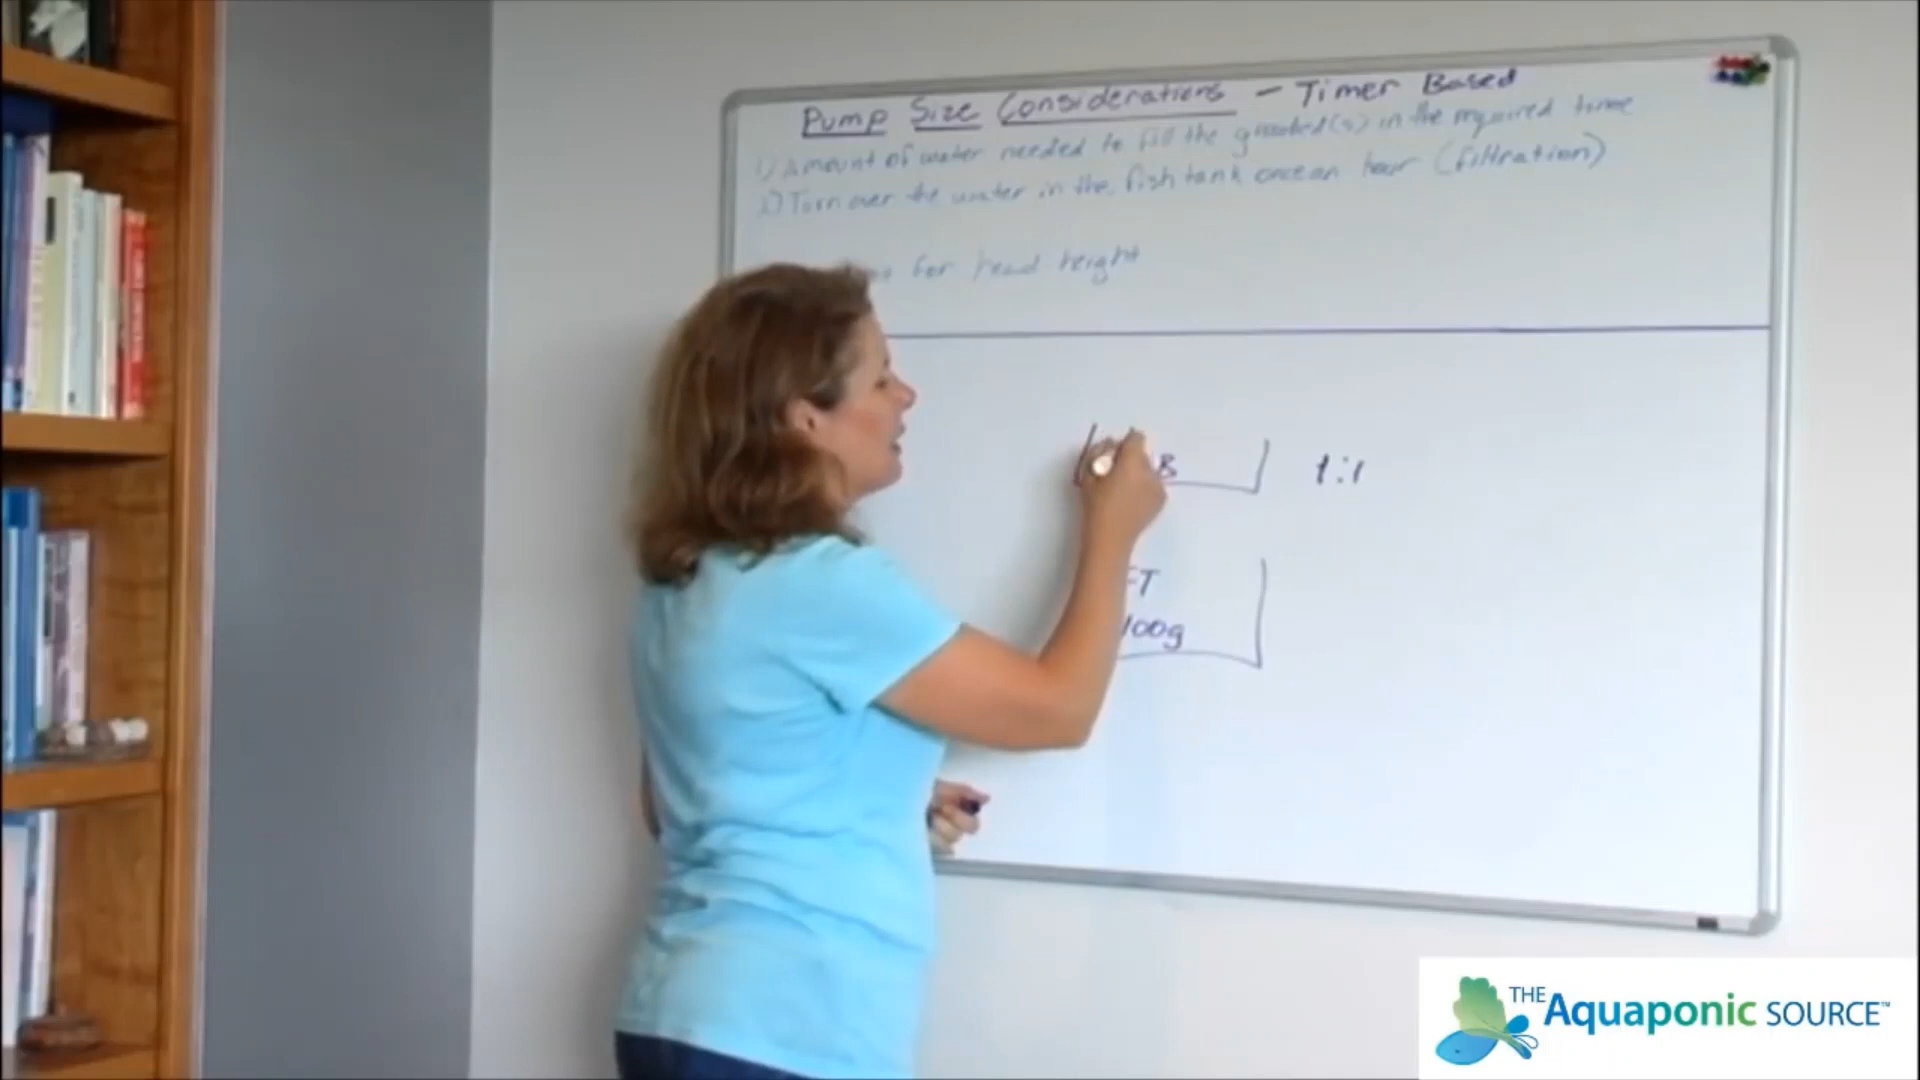 Pump Size Considerations - Timer Based
1) Amount of water needed to fill the growbed(s) in the required time
2) Turn over the water in the fish tank once an hour (filtration)
for head height
B
1:1
FT
100g
THE Aquaponic SOURCE™